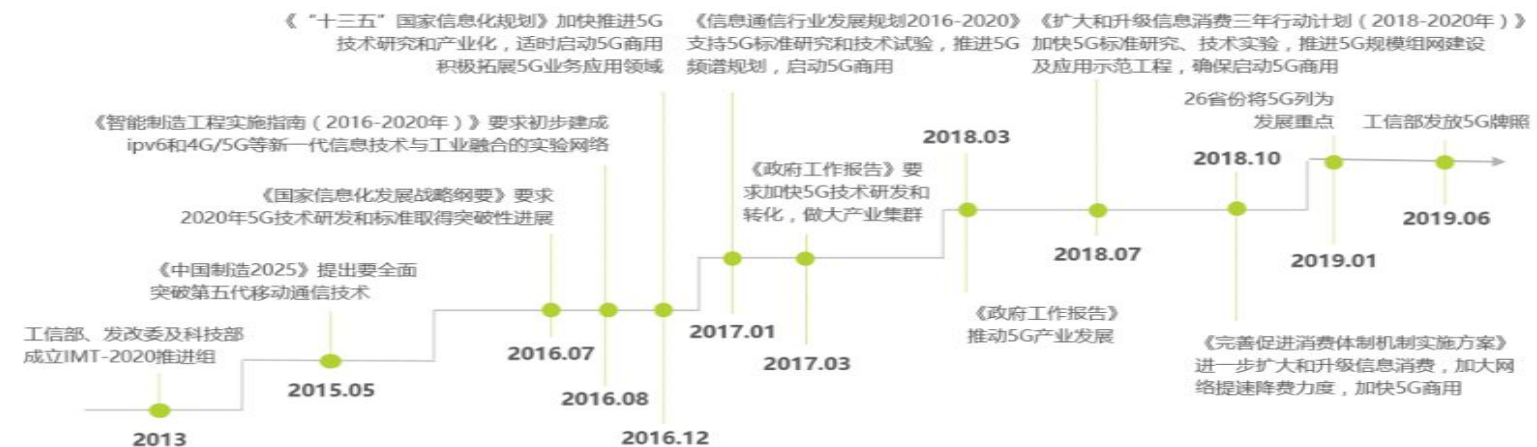 《“十三五”国家信息化规划》加快推进5G
技术研究和产业化，适时启动5G商用
积极拓展5G业务应用领域
《信息通信行业发展规划2016-2020》
支持5G标准研究和技术试验，推进5G
频谱规划，启动5G商用
《扩大和升级信息消费三年行动计划（2018-2020年）》
加快5G标准研究、技术实验，推进5G规模组网建设
及应用示范工程，确保启动5G商用
26省份将5G列为
发展重点
工信部发放5G牌照
《智能制造工程实施指南（2016-2020年）》要求初步建成
ipv6和4G/5G等新一代信息技术与工业融合的实验网络
2018.03
2018.10
《政府工作报告》要
求加快5G技术研发和
转化，做大产业集群
《国家信息化发展战略纲要》要求
2020年5G技术研发和标准取得突破性进展
2019.06
2018.07
2019.01
《中国制造2025》提出要全面
突破第五代移动通信技术
2017.01
《政府工作报告》
推动5G产业发展
工信部、发改委及科技部
成立IMT-2020推进组
2016.07
2017.03
《完善促进消费体制机制实施方案》
进一步扩大和升级信息消费，加大网
络提速降费力度，加快5G商用
2015.05
2016.08
2013
2016.12